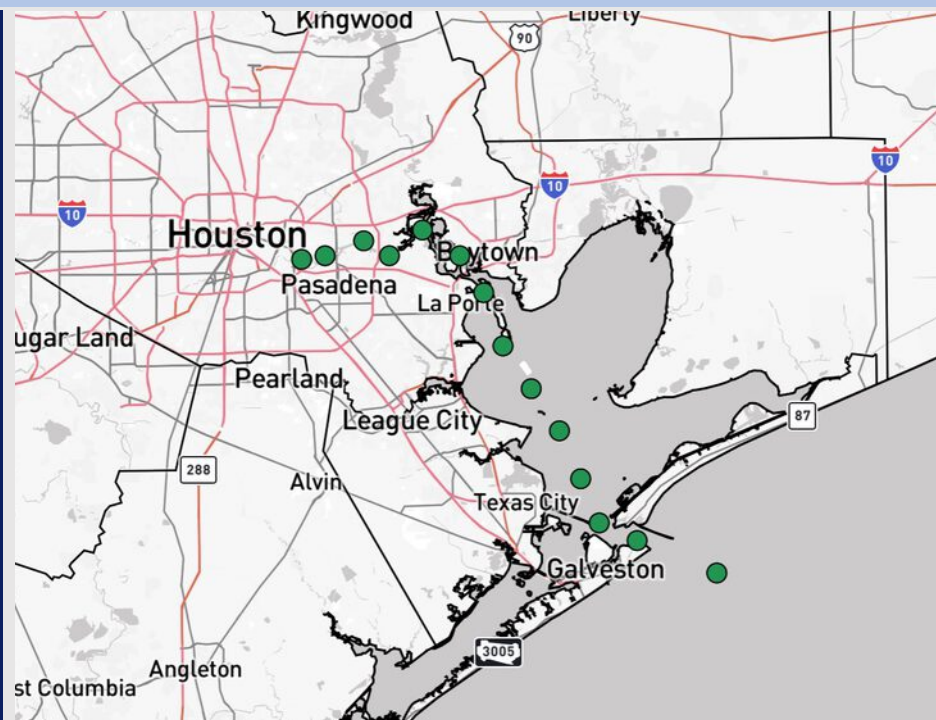 Kingwood
Liberty
90
10
10
10
Houston
Baytown
Pasadena
La Porte
ugar Land
Pearland
League City
87
288
Alvin
Texas City
Galveston
3005
Angleton
st Columbia